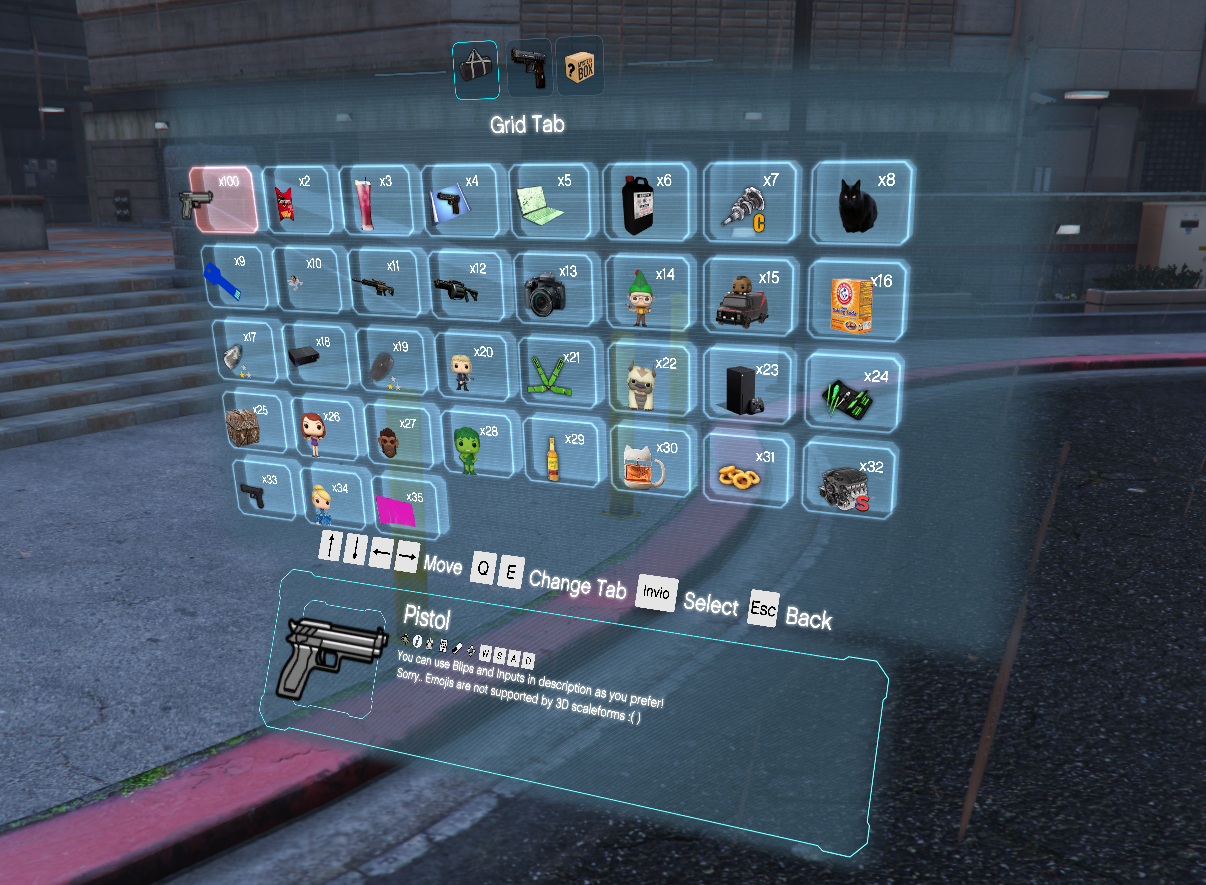 MYSTERY BOX
Grid Tab
x100 x2 x3 x4 x5 x6 x7 x8
C
x9 x10 x11 x12 x13 x14 x15 x16
x17 x18 x19 x20 x21 x22 x23 x24
x25 x26 x27 x28 x29 x30 x31 x32
S
x33 x34 x35
↑ ↓ ← → Move Q E Change Tab Invio Select Esc Back
Pistol
W S A D
You can use Blips and Inputs in description as you prefer!
Sorry.. Emojis are not supported by 3D scaleforms :( )